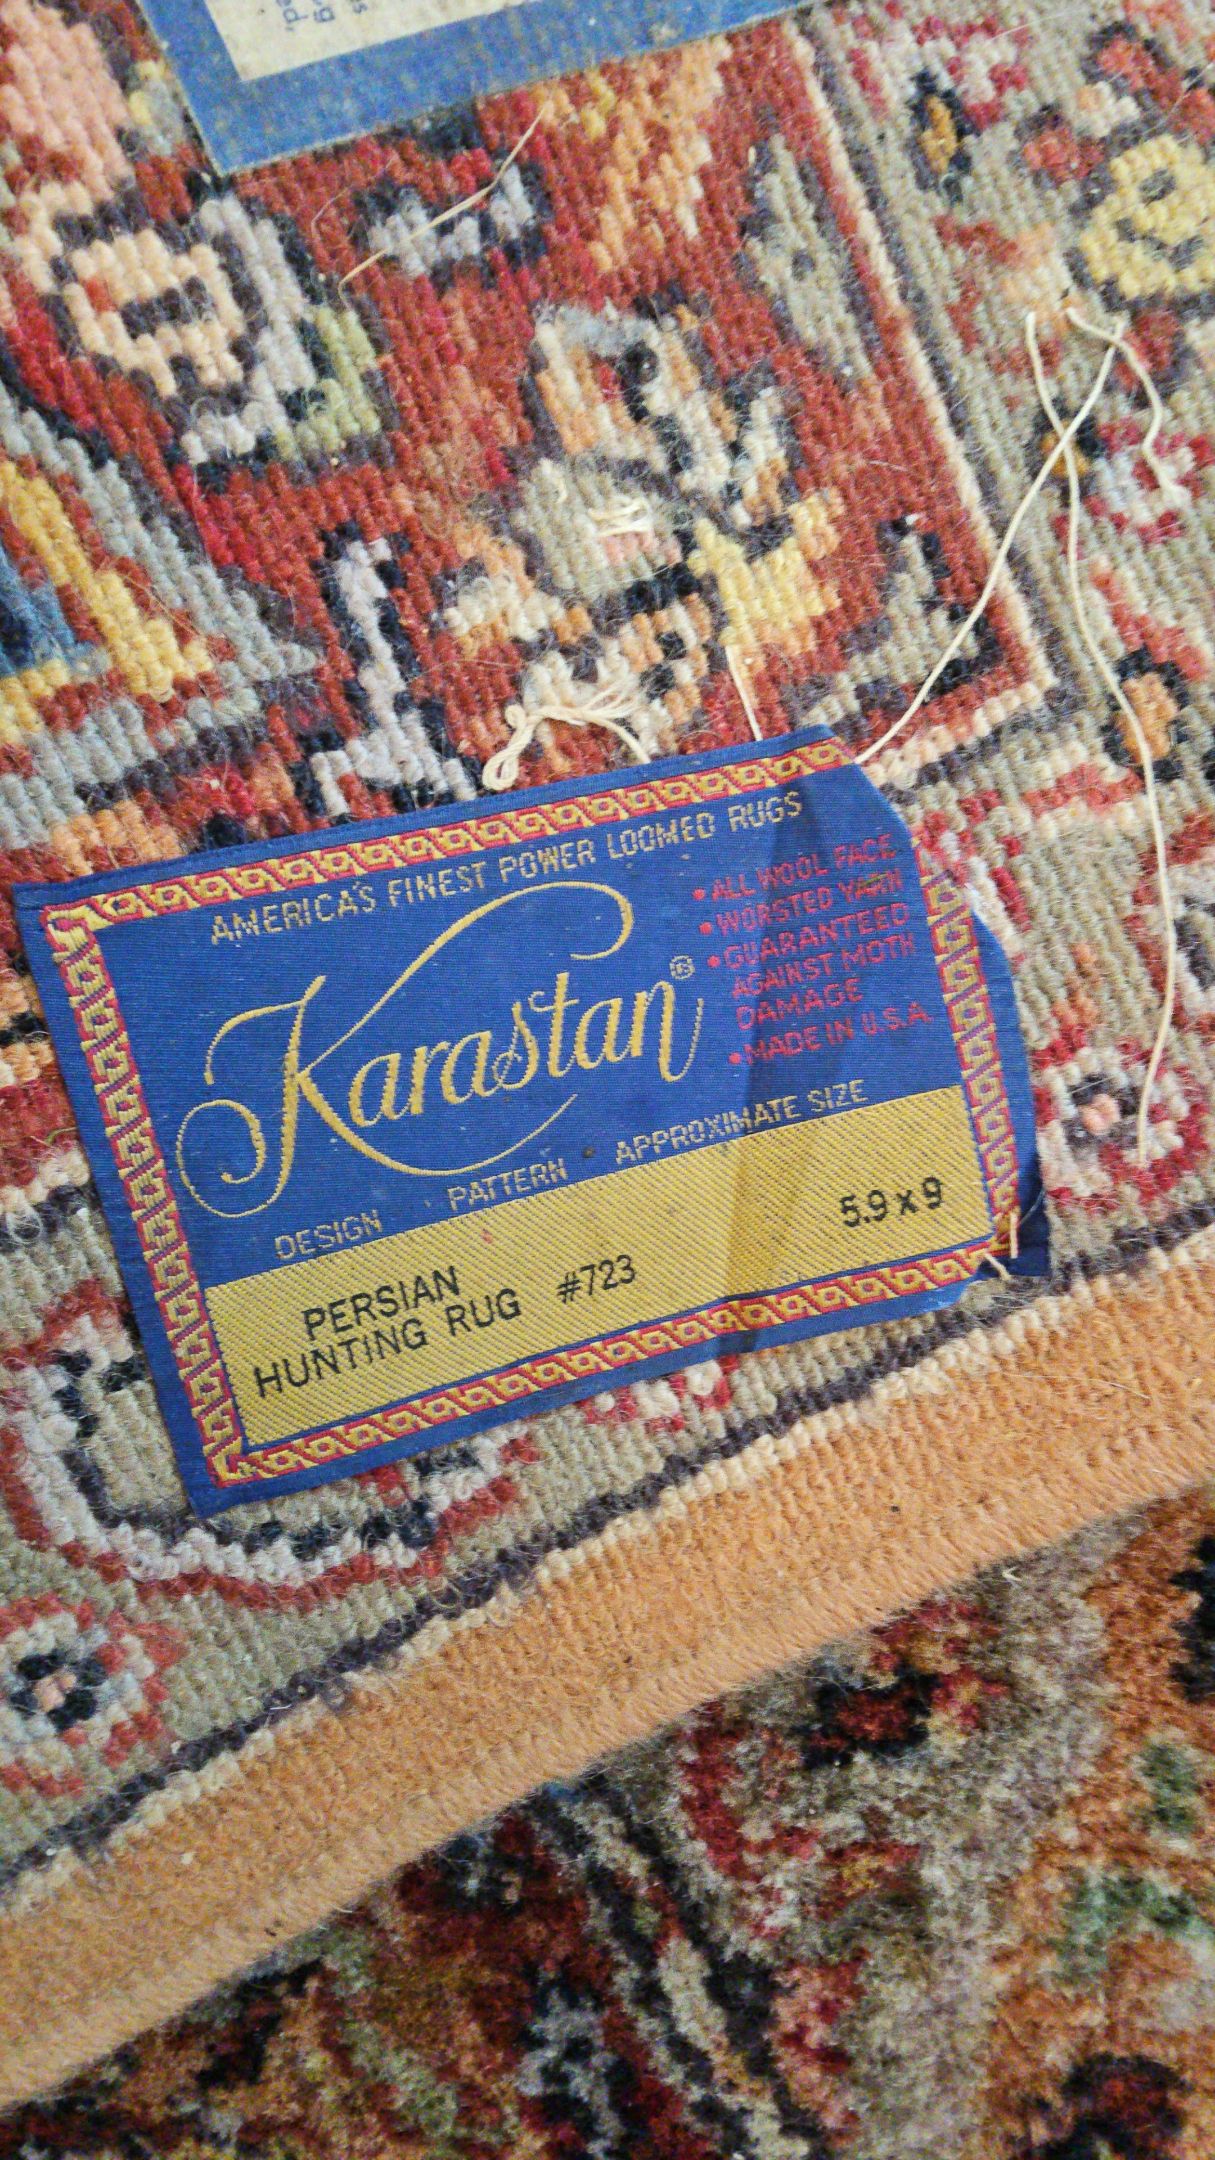 AMERICA'S FINEST POWER LOOMED RUGS
Karastan®
• ALL WOOL FACE
• WORSTED YARN
• GUARANTEED
AGAINST MOTH
DAMAGE
• MADE IN U.S.A.
DESIGN PATTERN APPROXIMATE SIZE
PERSIAN
HUNTING RUG #723 5.9 x 9